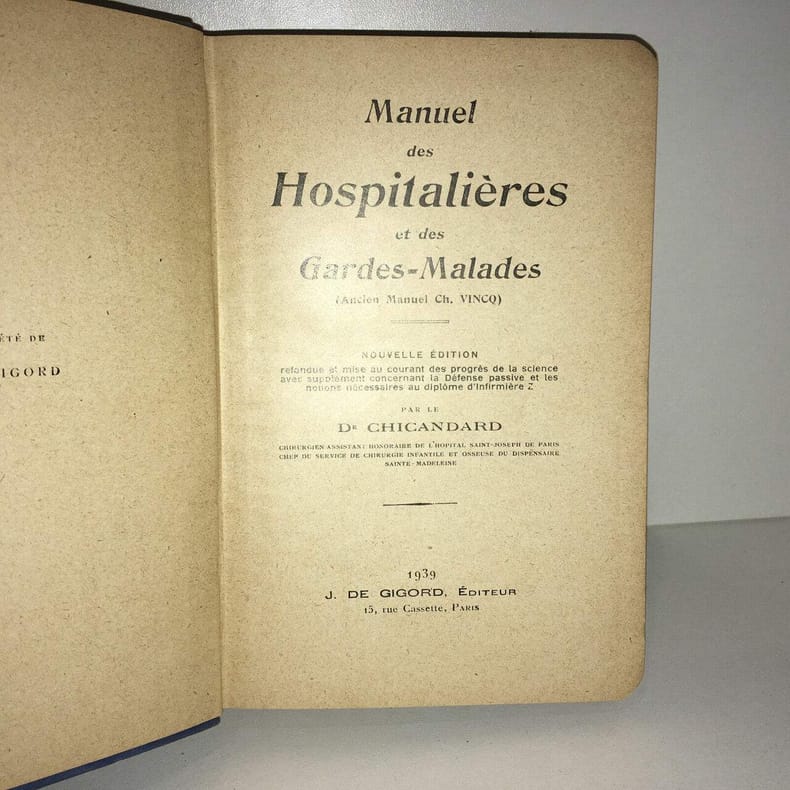 ÉTÉ DE
IGORD
Manuel
des
Hospitalières
et des
Gardes-Malades
(Ancien Manuel Ch. VINCQ)
NOUVELLE ÉDITION
refondue et mise au courant des progrès de la science
avec supplément concernant la Défense passive et les
notions nécessaires au diplôme d'Infirmière Z
PAR LE
Dr CHICANDARD
CHIRURGIEN-ASSISTANT HONORAIRE DE L'HOPITAL SAINT-JOSEPH DE PARIS
CHEF DU SERVICE DE CHIRURGIE INFANTILE ET OSSEUSE DU DISPENSAIRE
SAINTE-MADELEINE
1939
J. DE GIGORD, ÉDITEUR
15, rue Cassette, PARIS